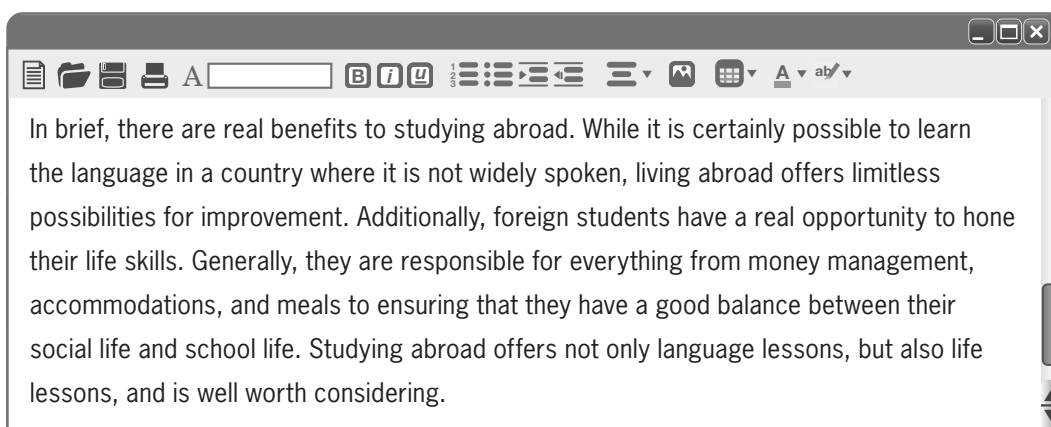 A
B i u
1
2
3
A ab
In brief, there are real benefits to studying abroad. While it is certainly possible to learn
the language in a country where it is not widely spoken, living abroad offers limitless
possibilities for improvement. Additionally, foreign students have a real opportunity to hone
their life skills. Generally, they are responsible for everything from money management,
accommodations, and meals to ensuring that they have a good balance between their
social life and school life. Studying abroad offers not only language lessons, but also life
lessons, and is well worth considering.